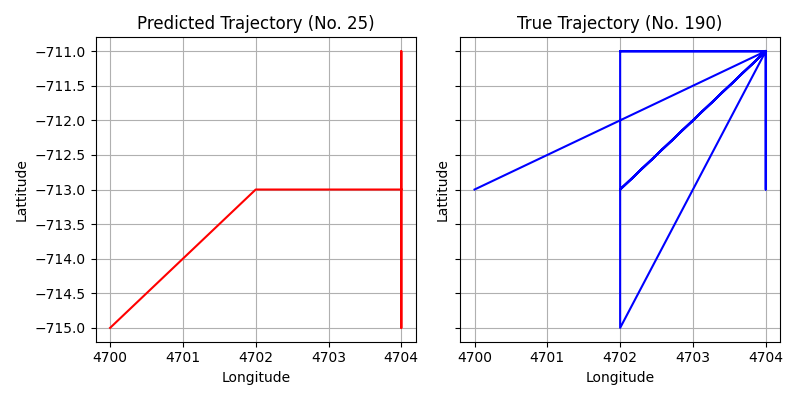 Predicted Trajectory (No. 25)
True Trajectory (No. 190)
Lattitude
−711.0
−711.5
−712.0
−712.5
−713.0
−713.5
−714.0
−714.5
−715.0
4700 4701 4702 4703 4704
Longitude
Lattitude
4700 4701 4702 4703 4704
Longitude